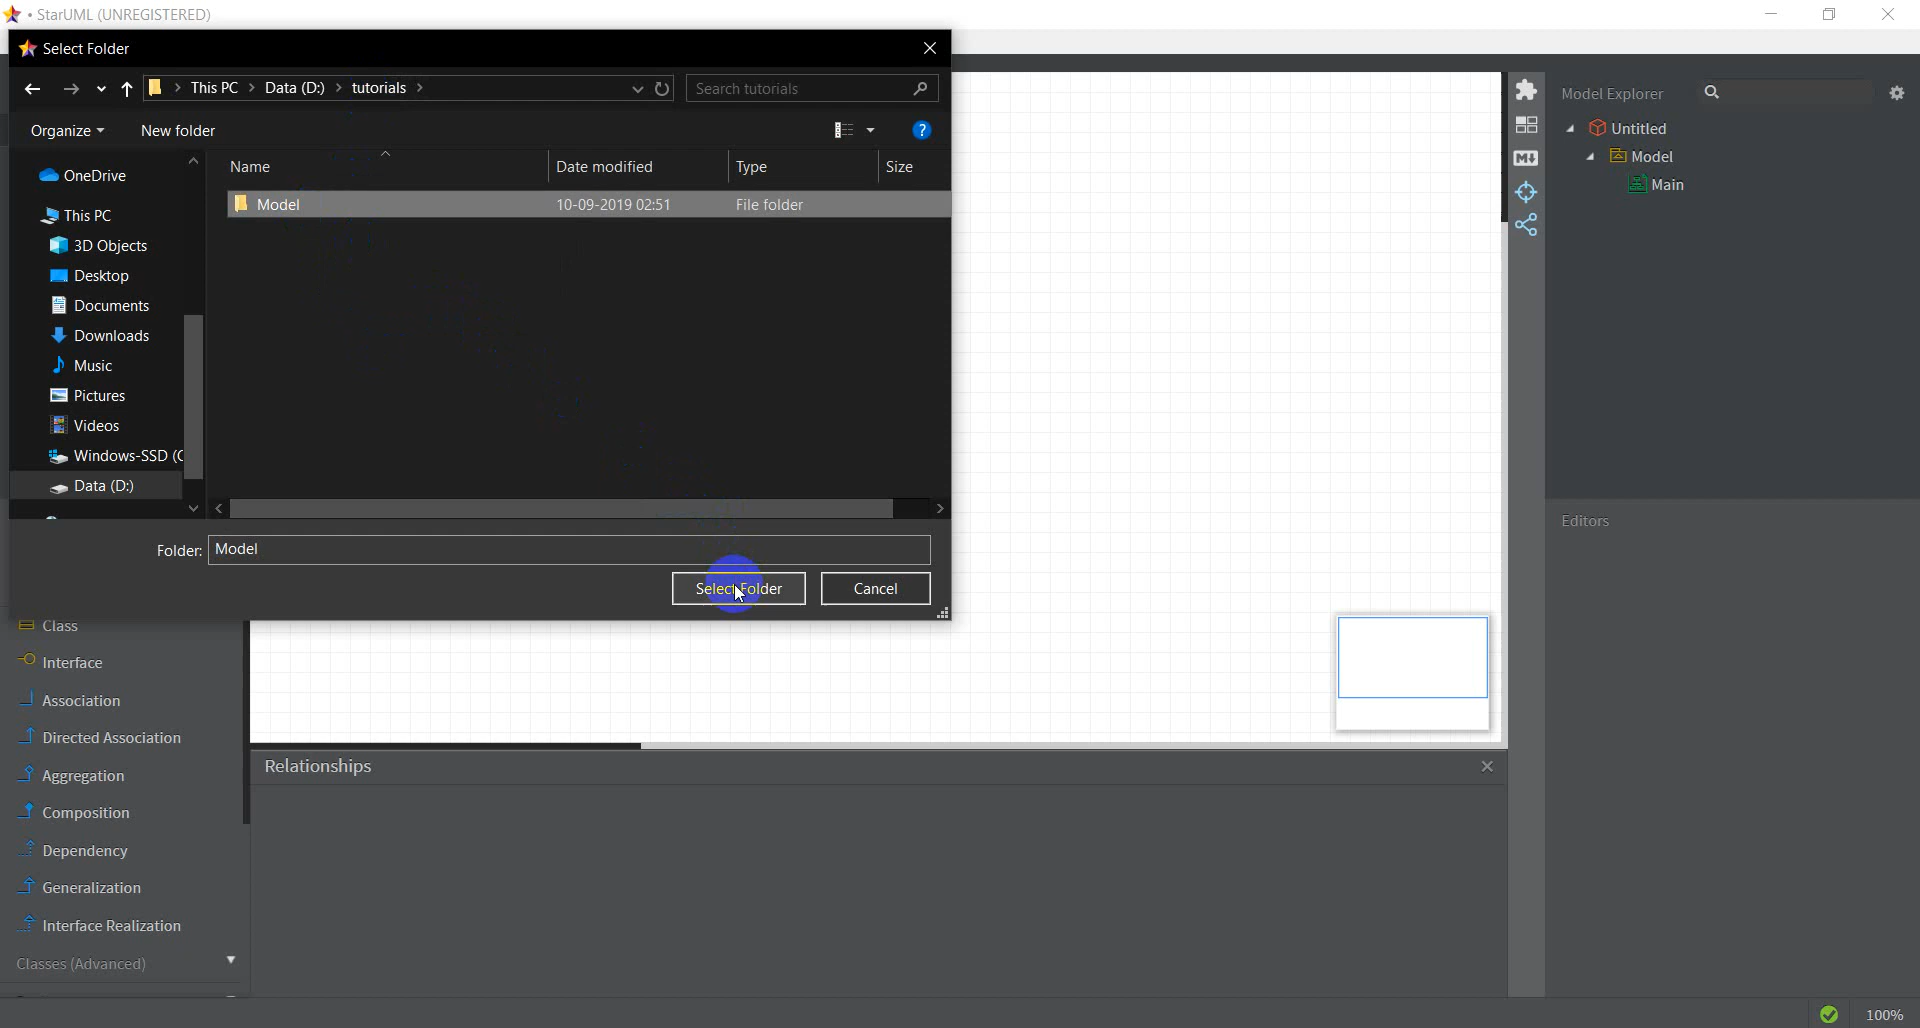 • StarUML (UNREGISTERED)
Select Folder
This PC > Data (D:) > tutorials >
Search tutorials
Organize
New folder
?
Name
Date modified
Type
Size
Model
10-09-2019 02:51
File folder
OneDrive
This PC
3D Objects
Desktop
Documents
Downloads
Music
Pictures
Videos
Windows-SSD (C
Data (D:)
Folder: Model
Select Folder
Cancel
Class
Interface
Association
Directed Association
Aggregation
Composition
Dependency
Generalization
Interface Realization
Classes (Advanced)
Relationships
Model Explorer
Untitled
Model
Main
Editors
100%